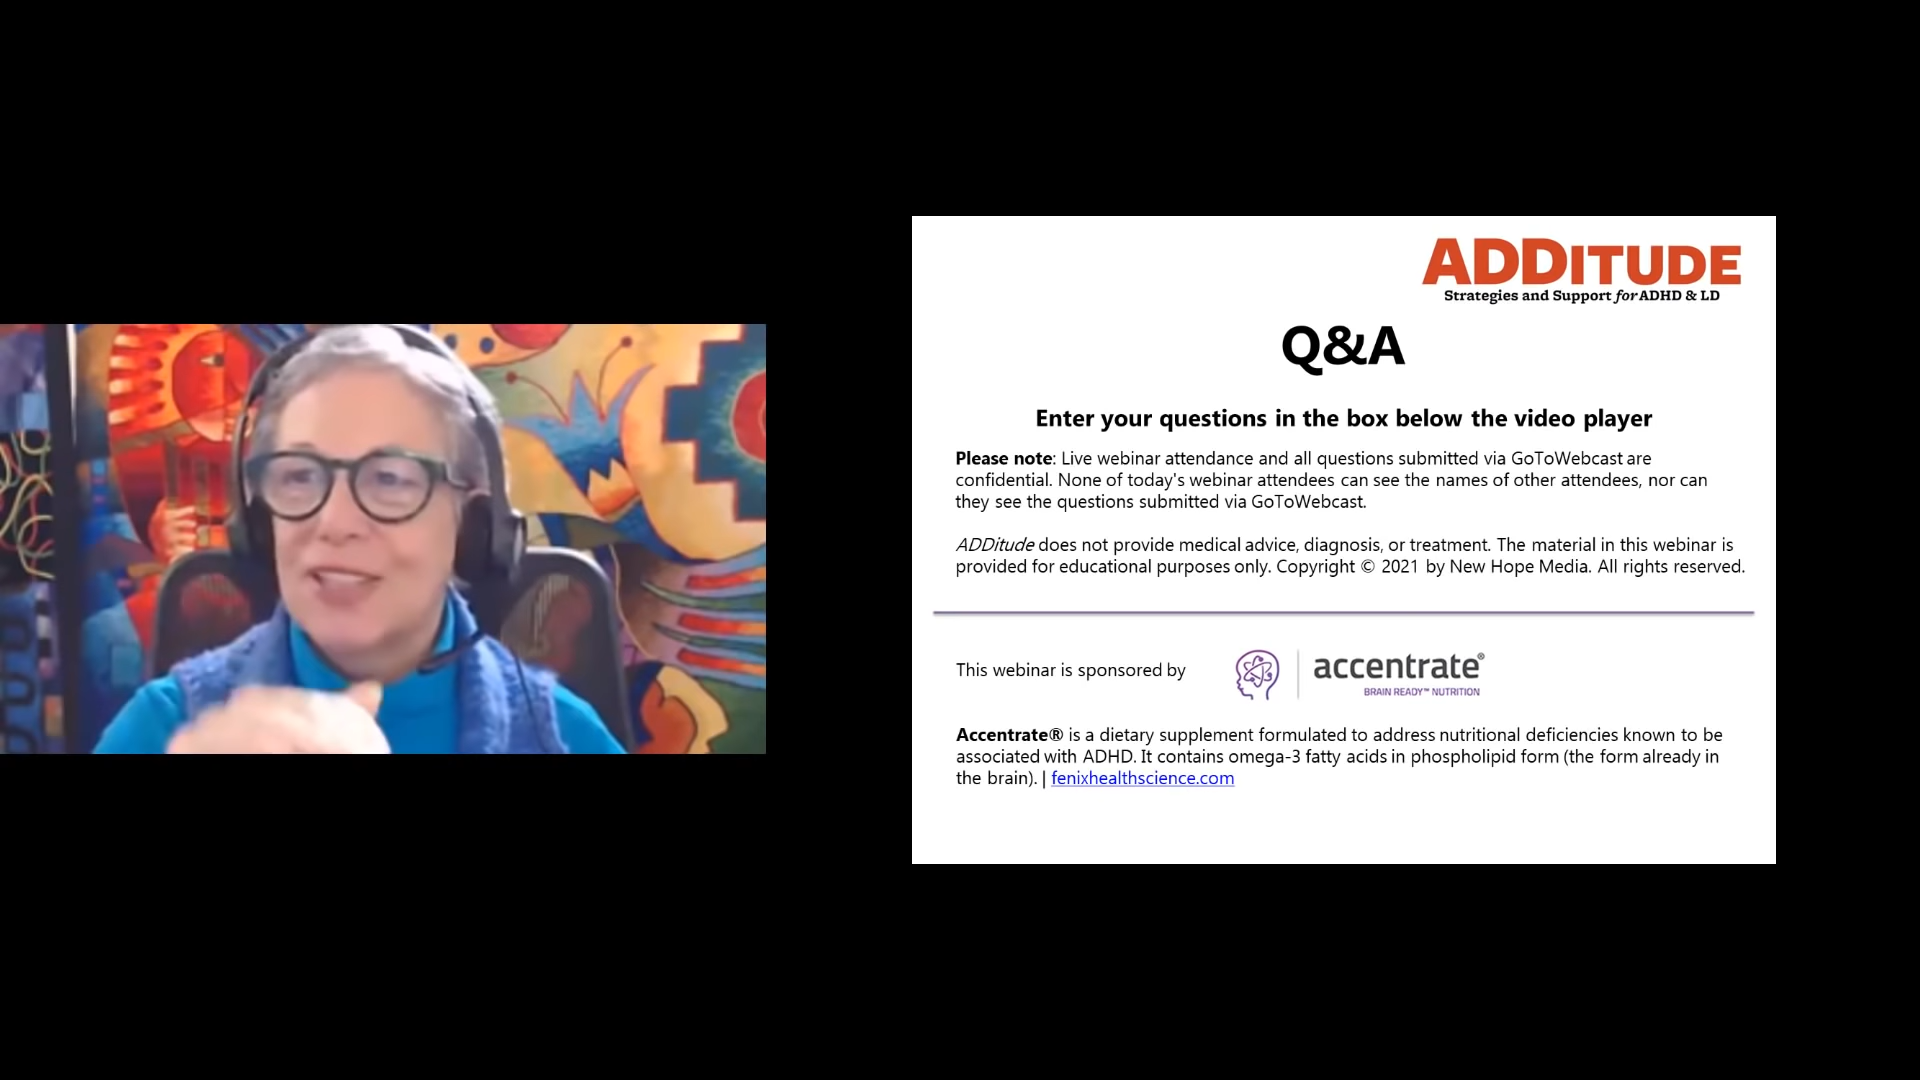 ADDITUDE
Strategies and Support for ADHD & LD
Q&A
Enter your questions in the box below the video player
Please note: Live webinar attendance and all questions submitted via GoToWebcast are
confidential. None of today's webinar attendees can see the names of other attendees, nor can
they see the questions submitted via GoToWebcast.
ADDitude does not provide medical advice, diagnosis, or treatment. The material in this webinar is
provided for educational purposes only. Copyright © 2021 by New Hope Media. All rights reserved.
This webinar is sponsored by
accentrate®
BRAIN READY™ NUTRITION
Accentrate® is a dietary supplement formulated to address nutritional deficiencies known to be
associated with ADHD. It contains omega-3 fatty acids in phospholipid form (the form already in
the brain). | fenixhealthscience.com